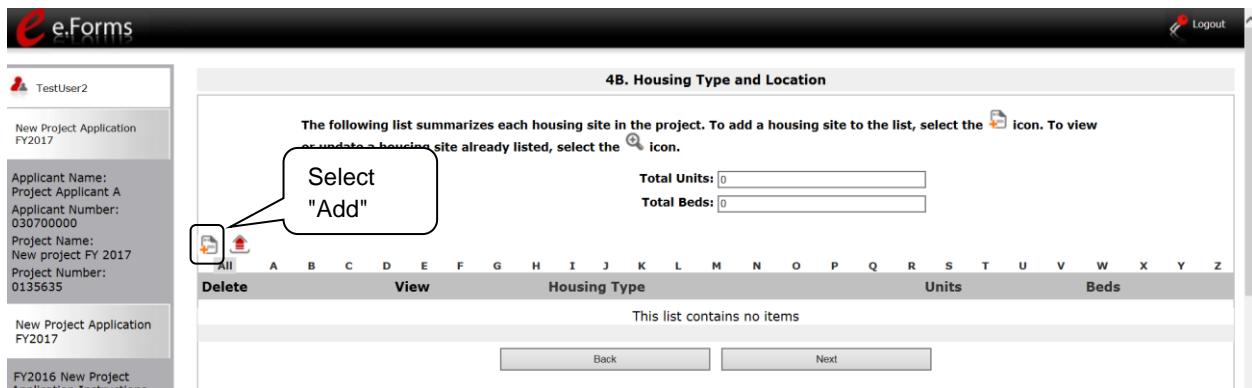 e e.Forms
Logout
TestUser2
New Project Application
FY2017
Applicant Name:
Project Applicant A
Applicant Number:
030700000
Project Name:
New project FY 2017
Project Number:
0135635
New Project Application
FY2017
FY2016 New Project
Application Instructions
4B. Housing Type and Location
The following list summarizes each housing site in the project. To add a housing site to the list, select the icon. To view
or update a housing site already listed, select the icon.
Select
"Add"
Total Units: 0
Total Beds: 0
All A B C D E F G H I J K L M N O P Q R S T U V W X Y Z
Delete View Housing Type Units Beds
This list contains no items
Back Next